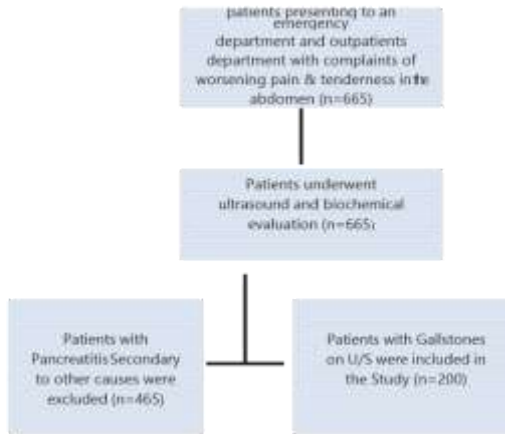 patients presenting to an
emergency
department and outpatients
department with complaints of
worsening pain & tenderness in the
abdomen (n=665)
Patients underwent
ultrasound and biochemical
evaluation (n=665)
Patients with
Pancreatitis Secondary
to other causes were
excluded (n=465)
Patients with Gallstones
on U/S were included in
the Study (n=200)